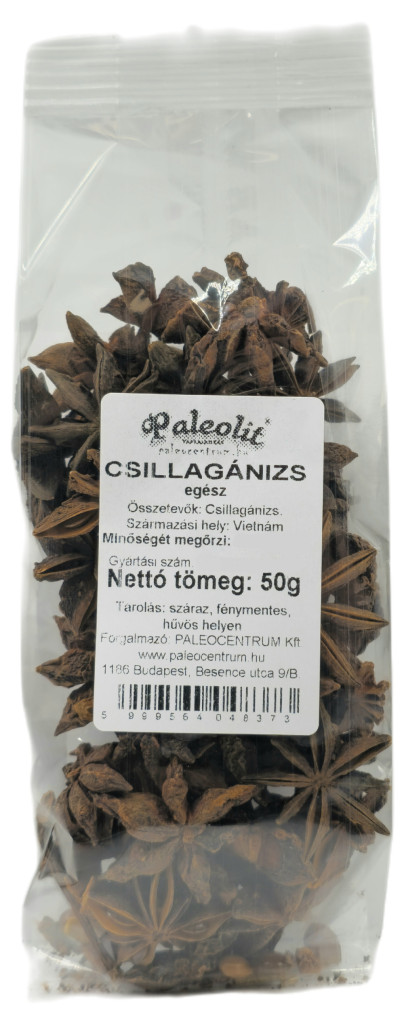 Paleolit
paleocentrum.hu
CSILLAGÁNIZS
egész
Összetevők: Csillagánizs.
Származási hely: Vietnám
Minőségét megőrzi:
Gyártási szám
Nettó tömeg: 50g
Tárolás: száraz, fénymentes,
hűvös helyen
Forgalmazó: PALEOCENTRUM Kft.
www.paleocentrum.hu
1186 Budapest, Besence utca 9/B
5 999564 048373